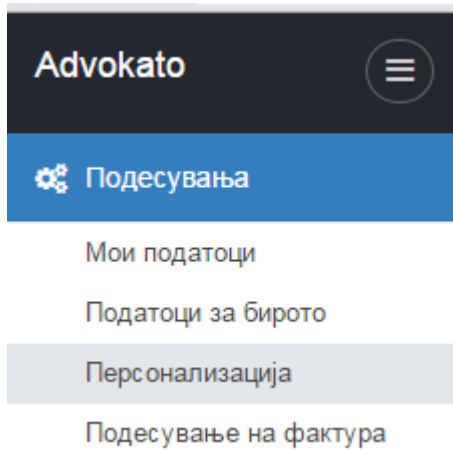 Advokato
Подесувања
Мои податоци
Податоци за бирото
Персонализација
Подесување на фактура